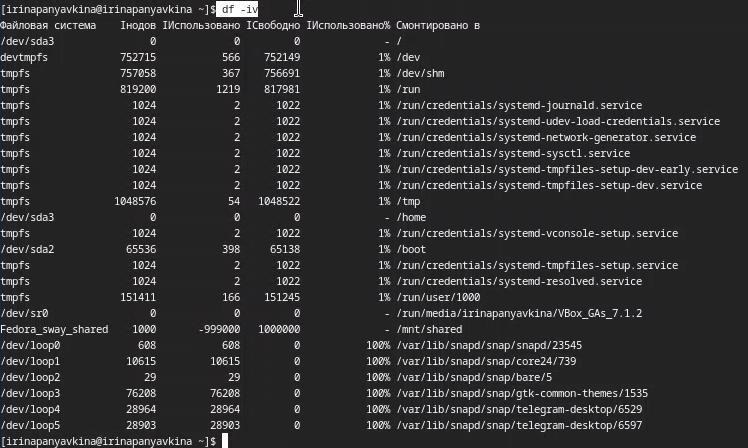 [irinapanyavkina@irinapanyavkina ~]$ df -iv
Файловая система Iнодов IИспользовано IСвободно IИспользовано% Смонтировано в
/dev/sda3 0 0 0 - /
devtmpfs 752715 566 752149 1% /dev
tmpfs 757058 367 756691 1% /dev/shm
tmpfs 819200 1219 817981 1% /run
tmpfs 1024 2 1022 1% /run/credentials/systemd-journald.service
tmpfs 1024 2 1022 1% /run/credentials/systemd-udev-load-credentials.service
tmpfs 1024 2 1022 1% /run/credentials/systemd-network-generator.service
tmpfs 1024 2 1022 1% /run/credentials/systemd-sysctl.service
tmpfs 1024 2 1022 1% /run/credentials/systemd-tmpfiles-setup-dev-early.service
tmpfs 1024 2 1022 1% /run/credentials/systemd-tmpfiles-setup-dev.service
tmpfs 1048576 54 1048522 1% /tmp
/dev/sda3 0 0 0 - /home
tmpfs 1024 2 1022 1% /run/credentials/systemd-vconsole-setup.service
/dev/sda2 65536 398 65138 1% /boot
tmpfs 1024 2 1022 1% /run/credentials/systemd-tmpfiles-setup.service
tmpfs 1024 2 1022 1% /run/credentials/systemd-resolved.service
tmpfs 151411 166 151245 1% /run/user/1000
/dev/sr0 0 0 0 - /run/media/irinapanyavkina/VBox_GAs_7.1.2
Fedora_sway_shared 1000 -999000 1000000 - /mnt/shared
/dev/loop0 608 608 0 100% /var/lib/snapd/snap/snapd/23545
/dev/loop1 10615 10615 0 100% /var/lib/snapd/snap/core24/739
/dev/loop2 29 29 0 100% /var/lib/snapd/snap/bare/5
/dev/loop3 76208 76208 0 100% /var/lib/snapd/snap/gtk-common-themes/1535
/dev/loop4 28964 28964 0 100% /var/lib/snapd/snap/telegram-desktop/6529
/dev/loop5 28903 28903 0 100% /var/lib/snapd/snap/telegram-desktop/6597
[irinapanyavkina@irinapanyavkina ~]$